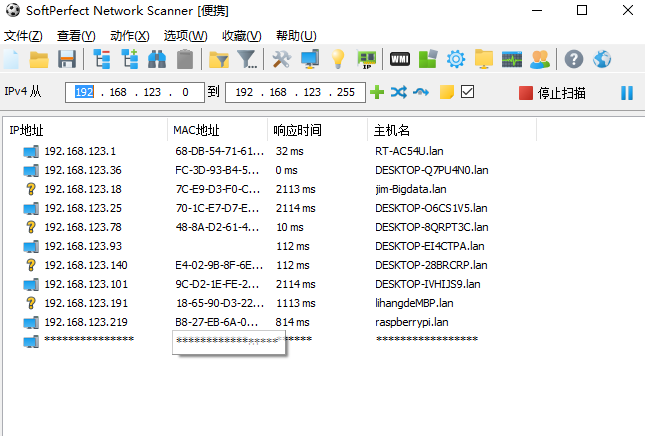 SoftPerfect Network Scanner [便携]
文件(Z) 查看(Y) 动作(X) 选项(W) 收藏(V) 帮助(U)
WMI
IP
IPv4 从 192 . 168 . 123 . 0 到 192 . 168 . 123 . 255 停止扫描
IP地址 MAC地址 响应时间 主机名
192.168.123.1 68-DB-54-71-61... 32 ms RT-AC54U.lan
192.168.123.36 FC-3D-93-B4-5... 0 ms DESKTOP-Q7PU4N0.lan
192.168.123.18 7C-E9-D3-F0-C... 2113 ms jim-Bigdata.lan
192.168.123.25 70-1C-E7-D7-E... 2114 ms DESKTOP-O6CS1V5.lan
192.168.123.78 48-8A-D2-61-4... 10 ms DESKTOP-8QRPT3C.lan
192.168.123.93 112 ms DESKTOP-EI4CTPA.lan
192.168.123.140 E4-02-9B-8F-6E... 112 ms DESKTOP-28BRCRP.lan
192.168.123.101 9C-D2-1E-FE-2... 2114 ms DESKTOP-IVHIJS9.lan
192.168.123.191 18-65-90-D3-22... 1113 ms lihangdeMBP.lan
192.168.123.219 B8-27-EB-6A-0... 814 ms raspberrypi.lan
*************** ***************** ****** *****************